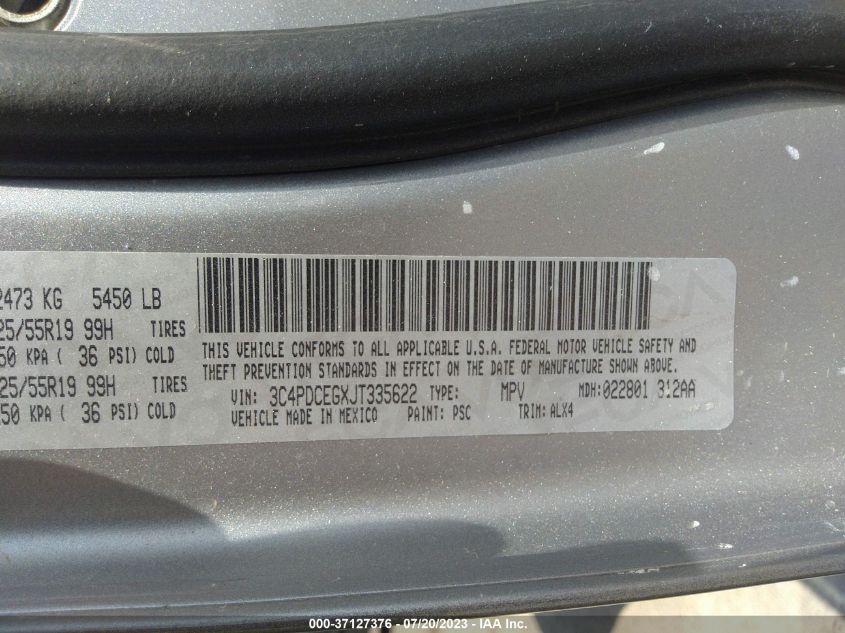 2473 KG 5450 LB
25/55R19 99H TIRES
50 KPA ( 36 PSI) COLD
25/55R19 99H TIRES
50 KPA ( 36 PSI) COLD
THIS VEHICLE CONFORMS TO ALL APPLICABLE U.S.A. FEDERAL MOTOR VEHICLE SAFETY AND
THEFT PREVENTION STANDARDS IN EFFECT ON THE DATE OF MANUFACTURE SHOWN ABOVE.
VIN: 3C4PDCEGXJT335622 TYPE: MPV MDH:022801 312AA
VEHICLE MADE IN MEXICO PAINT: PSC TRIM: ALX4
000-37127376 - 07/20/2023 - IAA Inc.